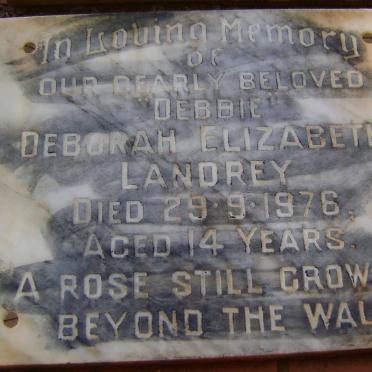 In Loving Memory
OF
OUR DEARLY BELOVED
"DEBBIE"
DEBORAH ELIZABETH
LANDREY
DIED 29·9·1976,
AGED 14 YEARS.
A ROSE STILL GROW
BEYOND THE WAL